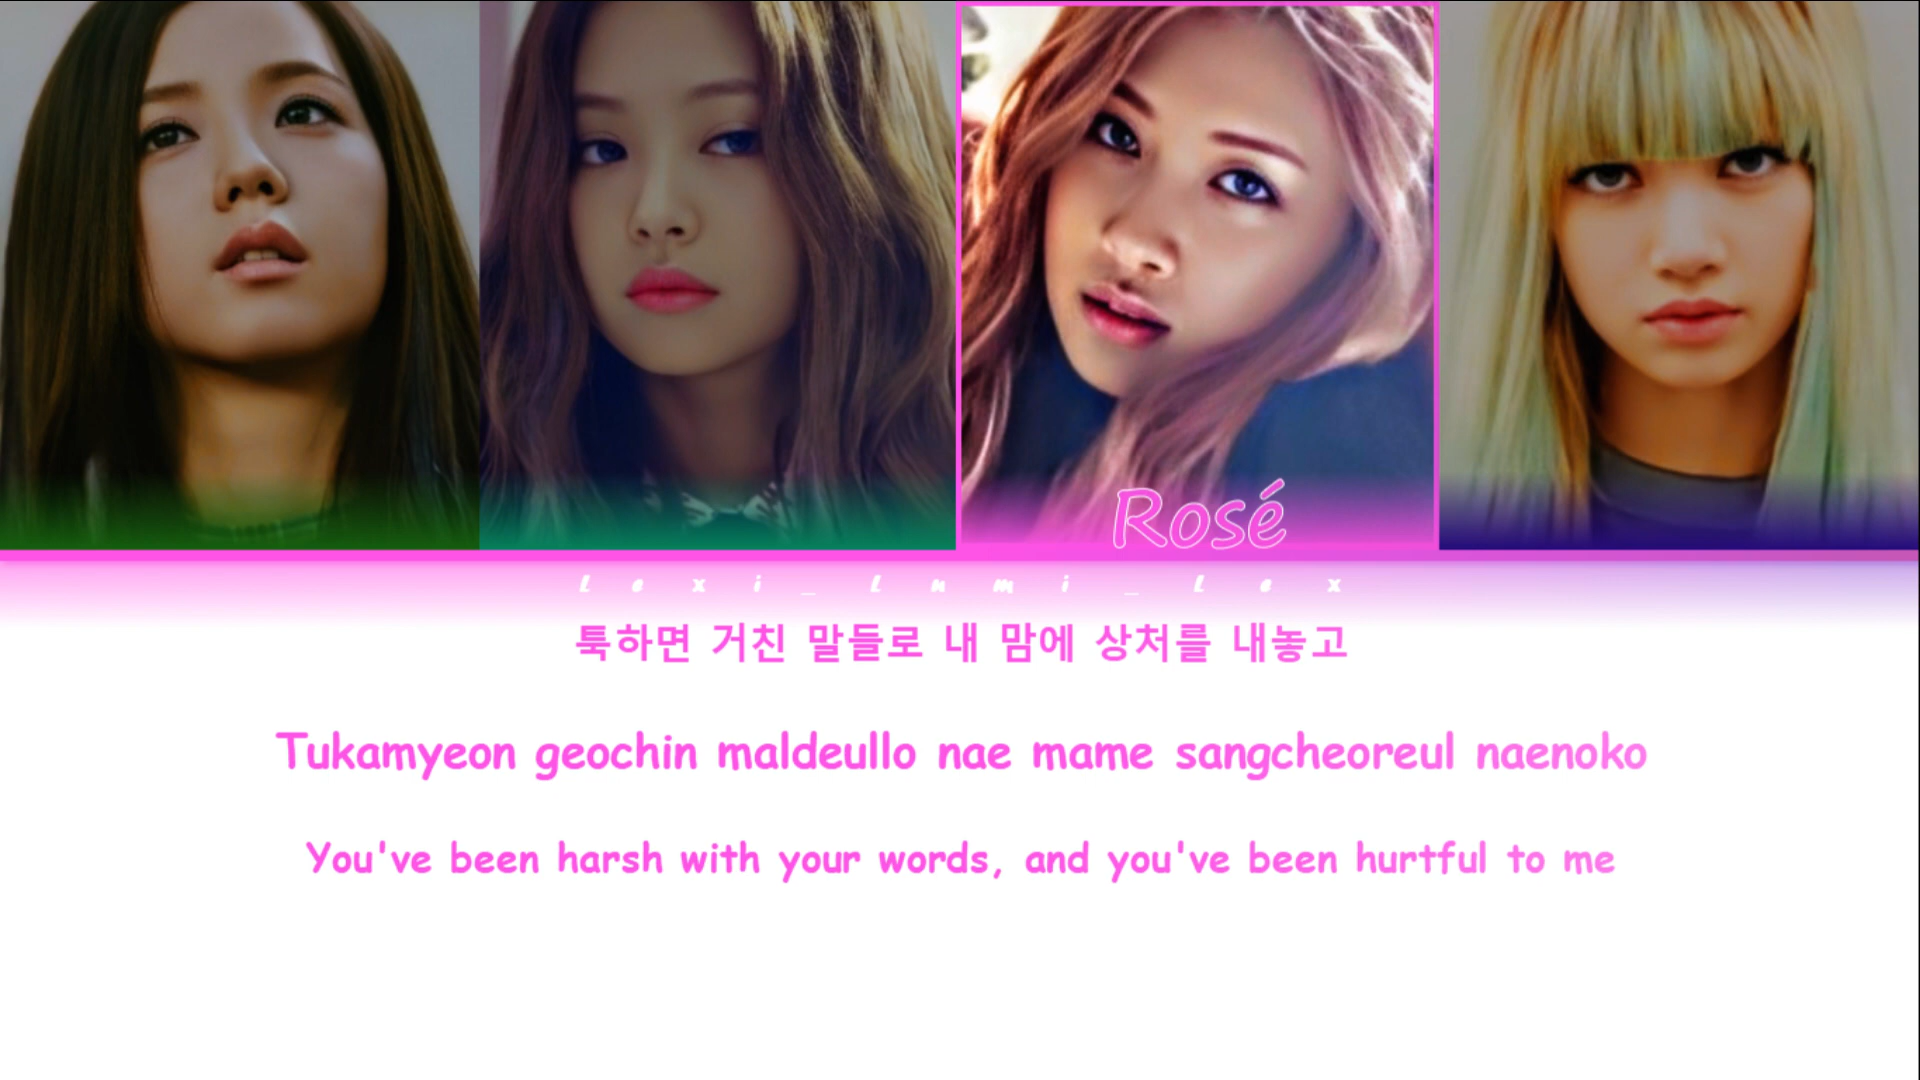 Rosé
Lexi_Lumi_Lex
툭하면 거친 말들로 내 맘에 상처를 내놓고
Tukamyeon geochin maldeullo nae mame sangcheoreul naenoko
You've been harsh with your words, and you've been hurtful to me